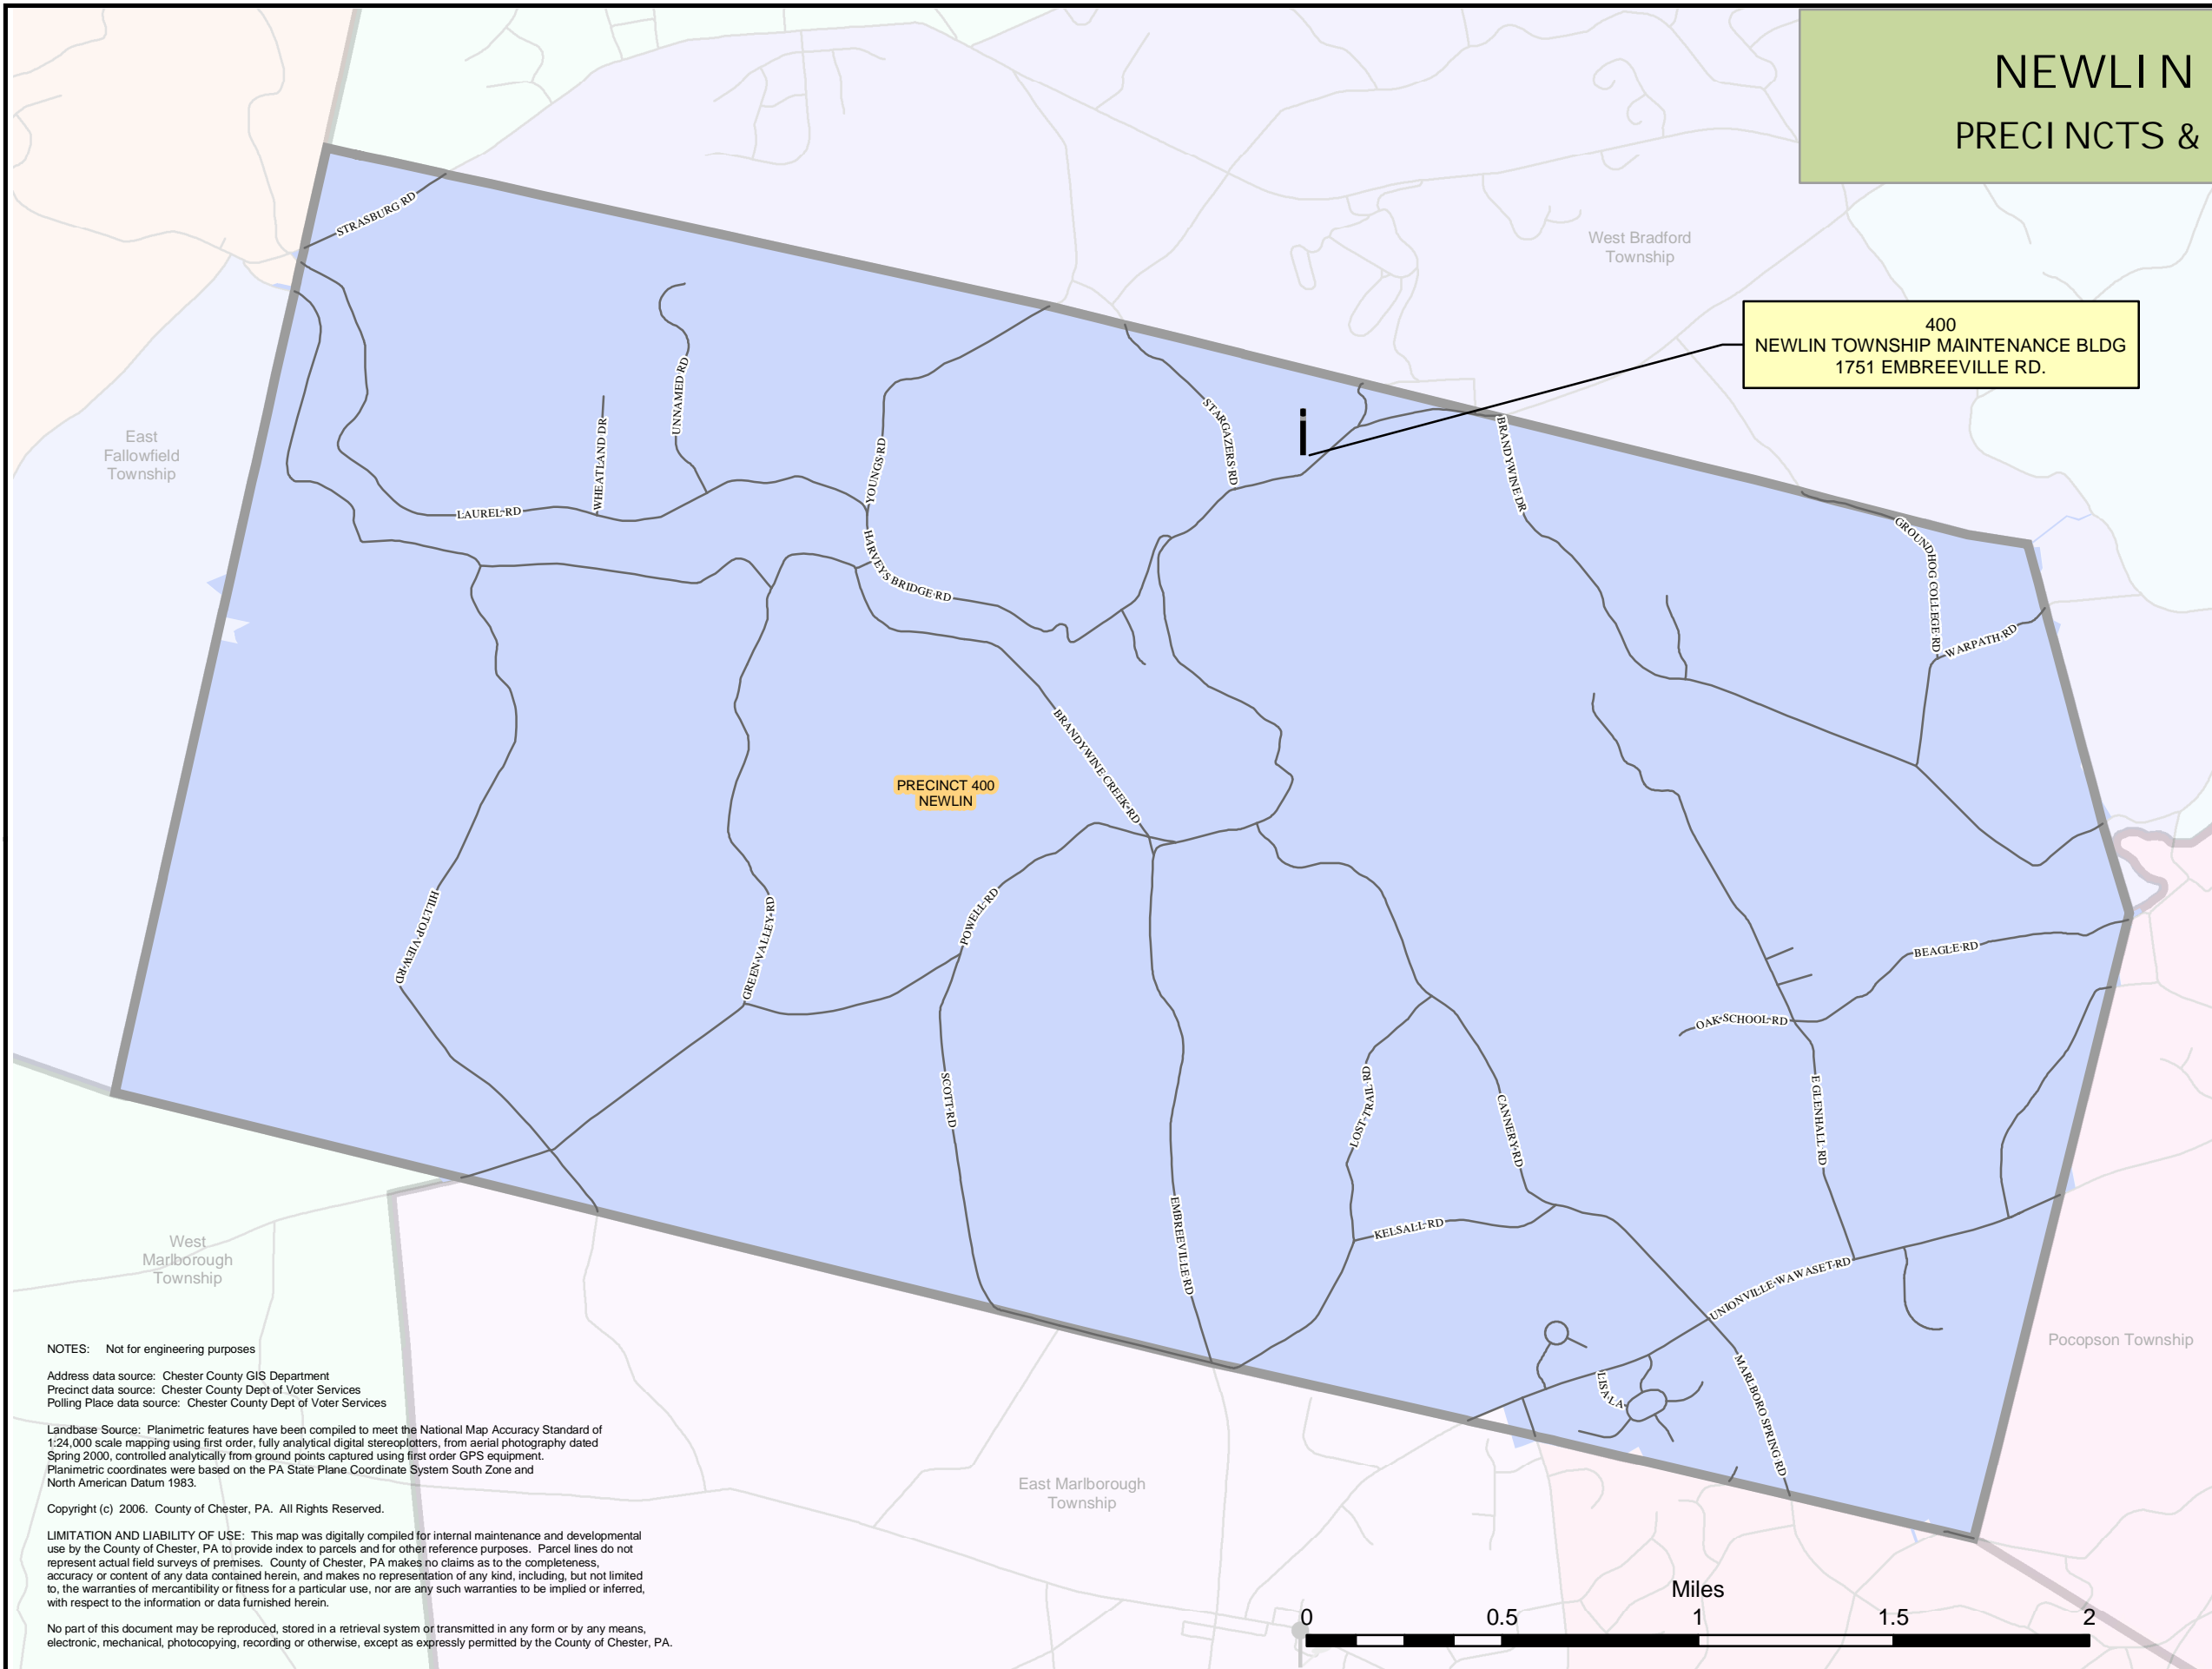 NEWLIN
PRECINCTS &
West Bradford
Township
400
NEWLIN TOWNSHIP MAINTENANCE BLDG
1751 EMBREEVILLE RD.
STRASBURG RD
East
Fallowfield
Township
UNNAMED RD
WHEATLAND DR
LAUREL RD
YOUNGS RD
HARVEYS BRIDGE RD
STARGAZERS RD
BRANDYWINE DR
GROUNDHOG COLLEGE RD
WARPATH RD
BRANDYWINE CREEK RD
PRECINCT 400
NEWLIN
HILLTOP VIEW RD
GREEN VALLEY RD
POWELL RD
BEAGLE RD
OAK SCHOOL RD
SCOTT RD
LOST TRAIL RD
CANNERY RD
E GLENHALL RD
EMBREEVILLE RD
KELSALL RD
UNIONVILLE WAWASET RD
LISA LA
MARLBORO SPRING RD
West
Marlborough
Township
Pocopson Township
East Marlborough
Township
NOTES: Not for engineering purposes
Address data source: Chester County GIS Department
Precinct data source: Chester County Dept of Voter Services
Polling Place data source: Chester County Dept of Voter Services
Landbase Source: Planimetric features have been compiled to meet the National Map Accuracy Standard of
1:24,000 scale mapping using first order, fully analytical digital stereoplotters, from aerial photography dated
Spring 2000, controlled analytically from ground points captured using first order GPS equipment.
Planimetric coordinates were based on the PA State Plane Coordinate System South Zone and
North American Datum 1983.
Copyright (c) 2006. County of Chester, PA. All Rights Reserved.
LIMITATION AND LIABILITY OF USE: This map was digitally compiled for internal maintenance and developmental
use by the County of Chester, PA to provide index to parcels and for other reference purposes. Parcel lines do not
represent actual field surveys of premises. County of Chester, PA makes no claims as to the completeness,
accuracy or content of any data contained herein, and makes no representation of any kind, including, but not limited
to, the warranties of mercantibility or fitness for a particular use, nor are any such warranties to be implied or inferred,
with respect to the information or data furnished herein.
No part of this document may be reproduced, stored in a retrieval system or transmitted in any form or by any means,
electronic, mechanical, photocopying, recording or otherwise, except as expressly permitted by the County of Chester, PA.
Miles
0 0.5 1 1.5 2